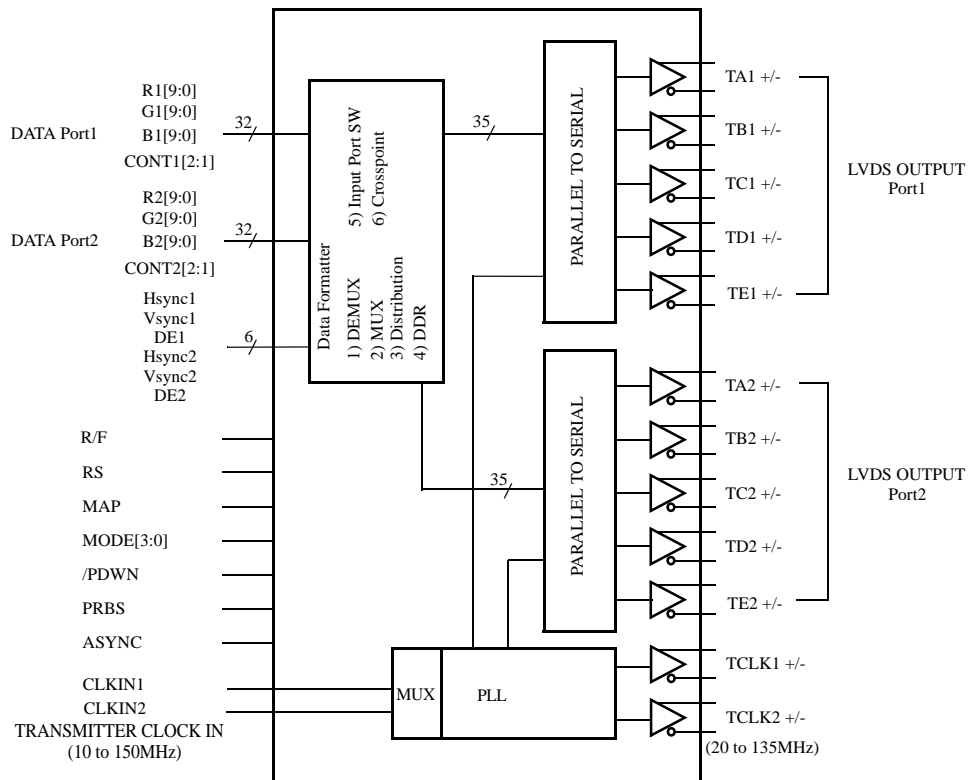 R1[9:0]
G1[9:0]
DATA Port1
B1[9:0]
CONT1[2:1]
32
R2[9:0]
G2[9:0]
DATA Port2
B2[9:0]
CONT2[2:1]
32
Hsync1
Vsync1
DE1
Hsync2
Vsync2
DE2
6
R/F
RS
MAP
MODE[3:0]
/PDWN
PRBS
ASYNC
CLKIN1
CLKIN2
TRANSMITTER CLOCK IN
(10 to 150MHz)
Data Formatter
1) DEMUX
2) MUX
3) Distribution
4) DDR
5) Input Port SW
6) Crosspoint
35
35
PARALLEL TO SERIAL
PARALLEL TO SERIAL
MUX
PLL
TA1 +/-
TB1 +/-
TC1 +/-
TD1 +/-
TE1 +/-
LVDS OUTPUT
Port1
TA2 +/-
TB2 +/-
TC2 +/-
TD2 +/-
TE2 +/-
LVDS OUTPUT
Port2
TCLK1 +/-
TCLK2 +/-
(20 to 135MHz)